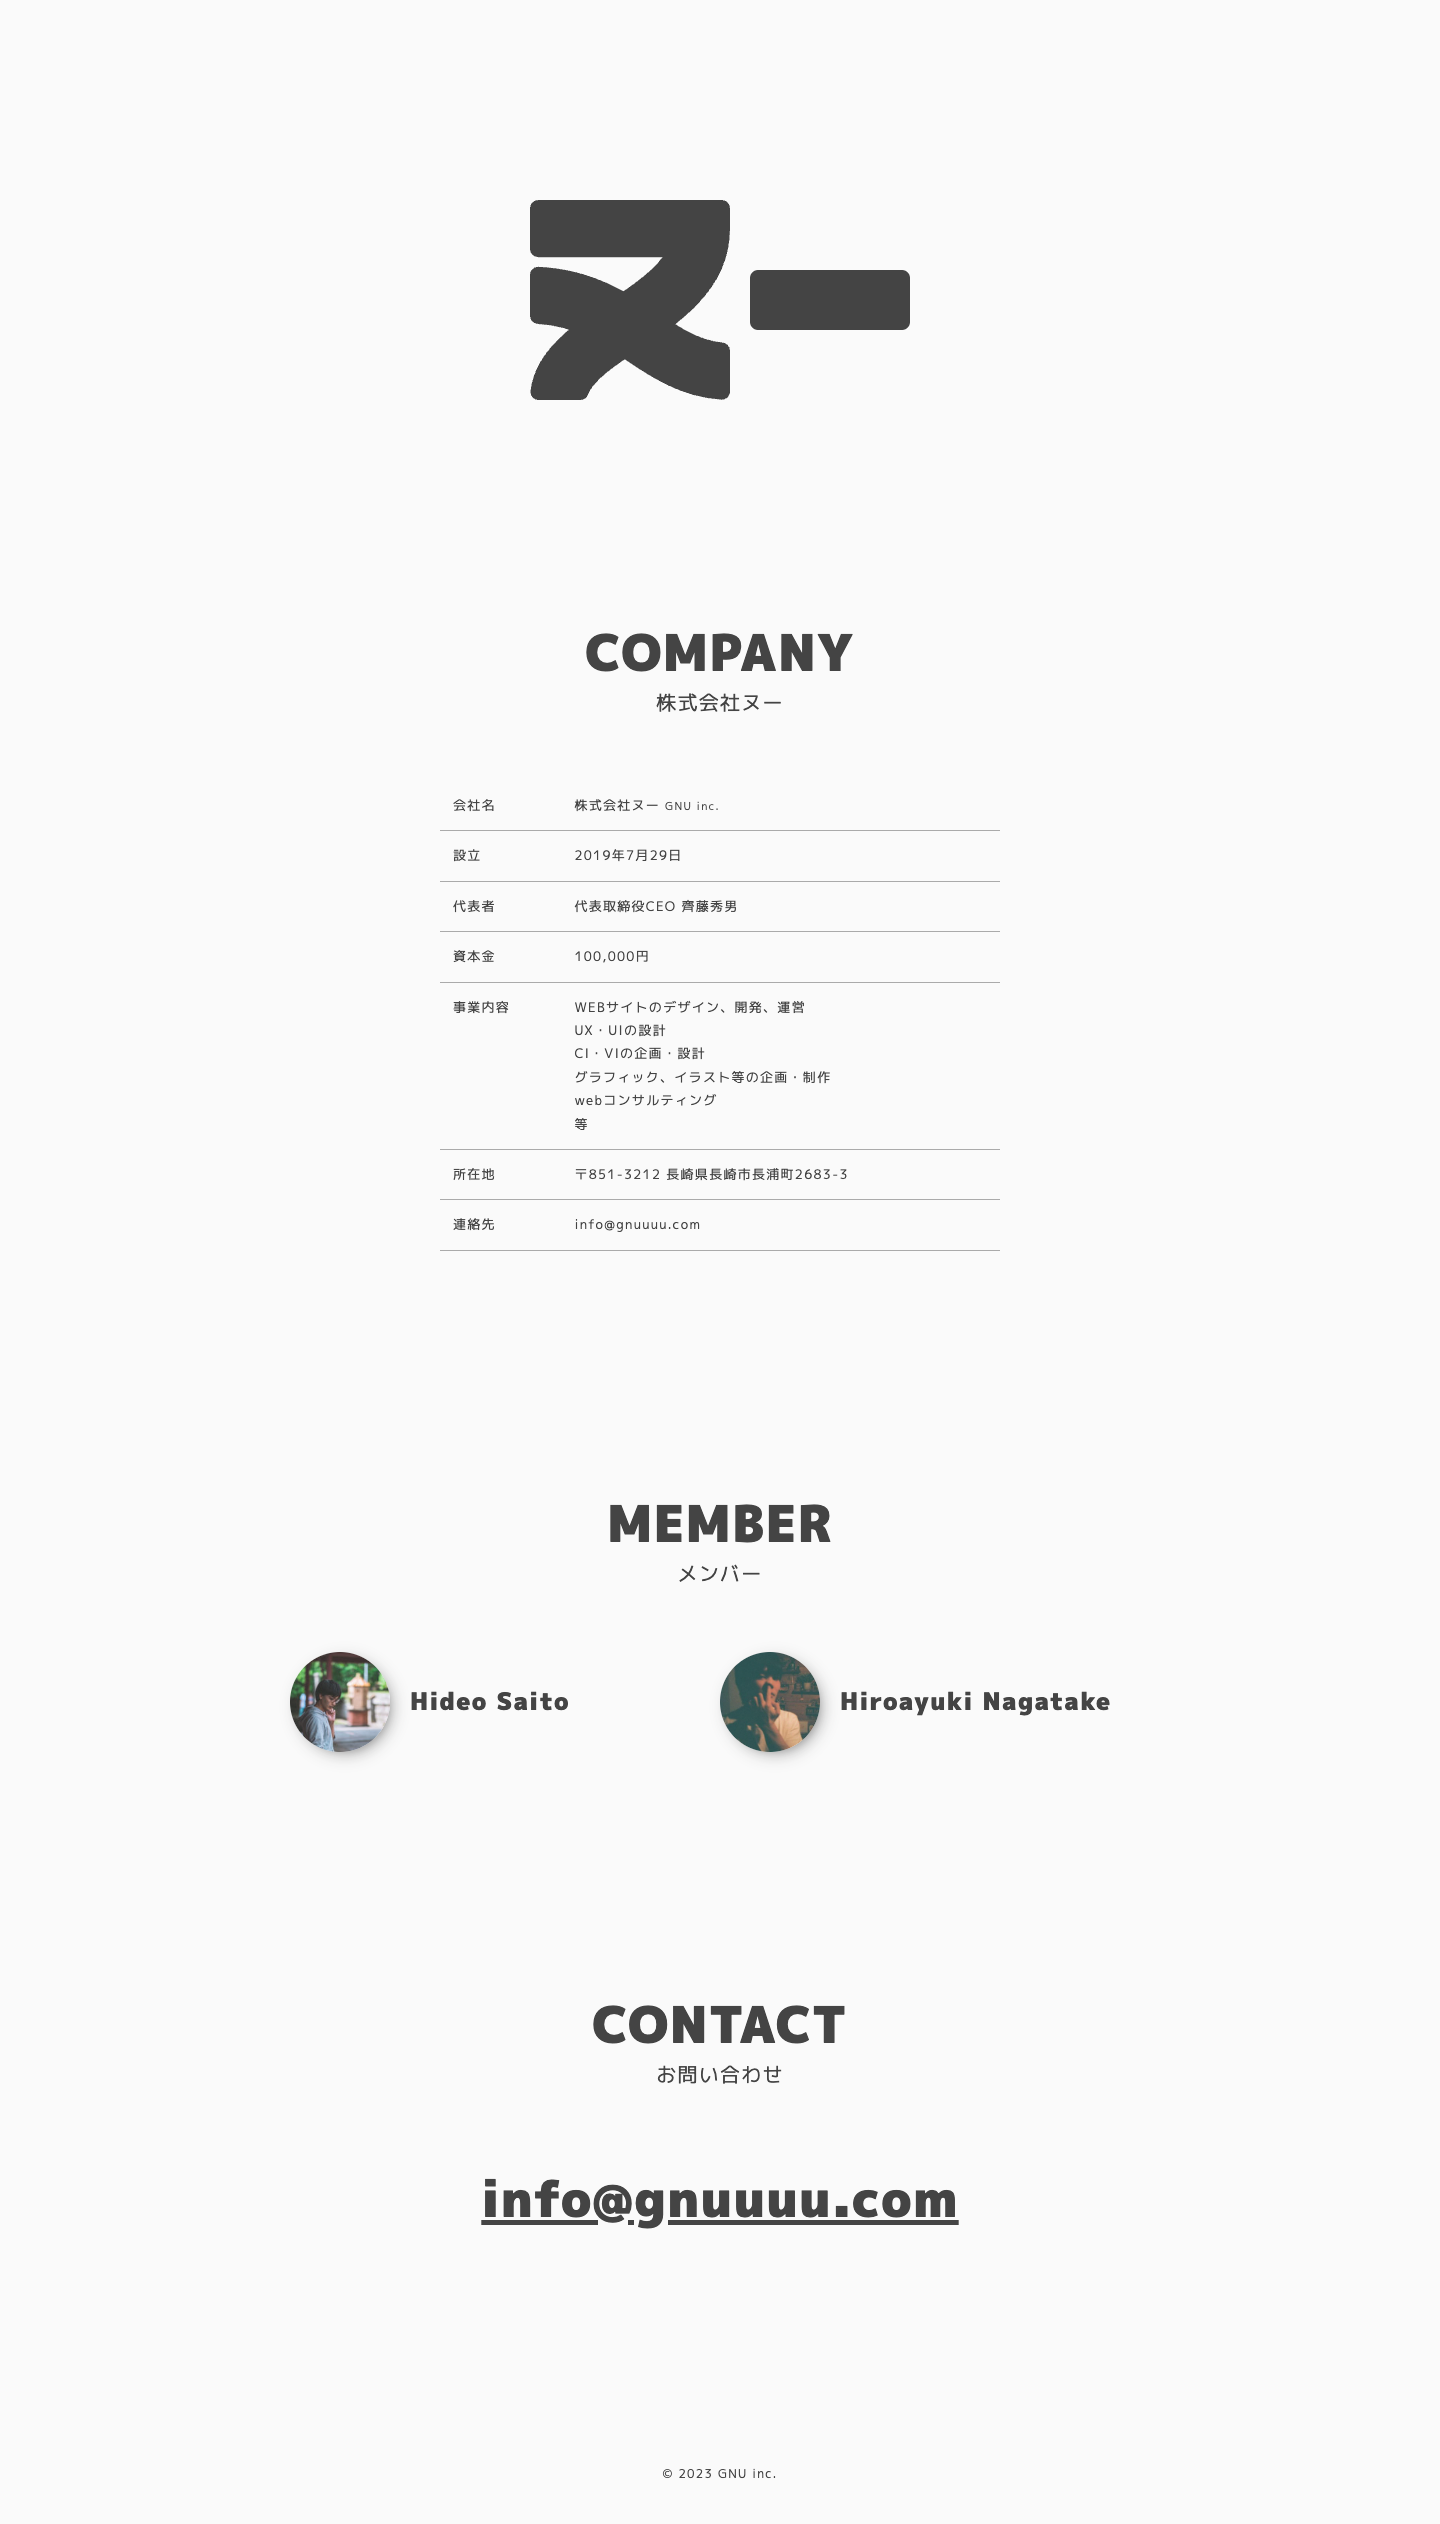 ヌー
COMPANY
株式会社ヌー
会社名 株式会社ヌー GNU inc.
設立 2019年7月29日
代表者 代表取締役CEO 齊藤秀男
資本金 100,000円
事業内容 WEBサイトのデザイン、開発、運営
UX・UIの設計
CI・VIの企画・設計
グラフィック、イラスト等の企画・制作
webコンサルティング
等
所在地 〒851-3212 長崎県長崎市長浦町2683-3
連絡先 info@gnuuuu.com
MEMBER
メンバー
Hideo Saito
Hiroayuki Nagatake
CONTACT
お問い合わせ
info@gnuuuu.com
© 2023 GNU inc.